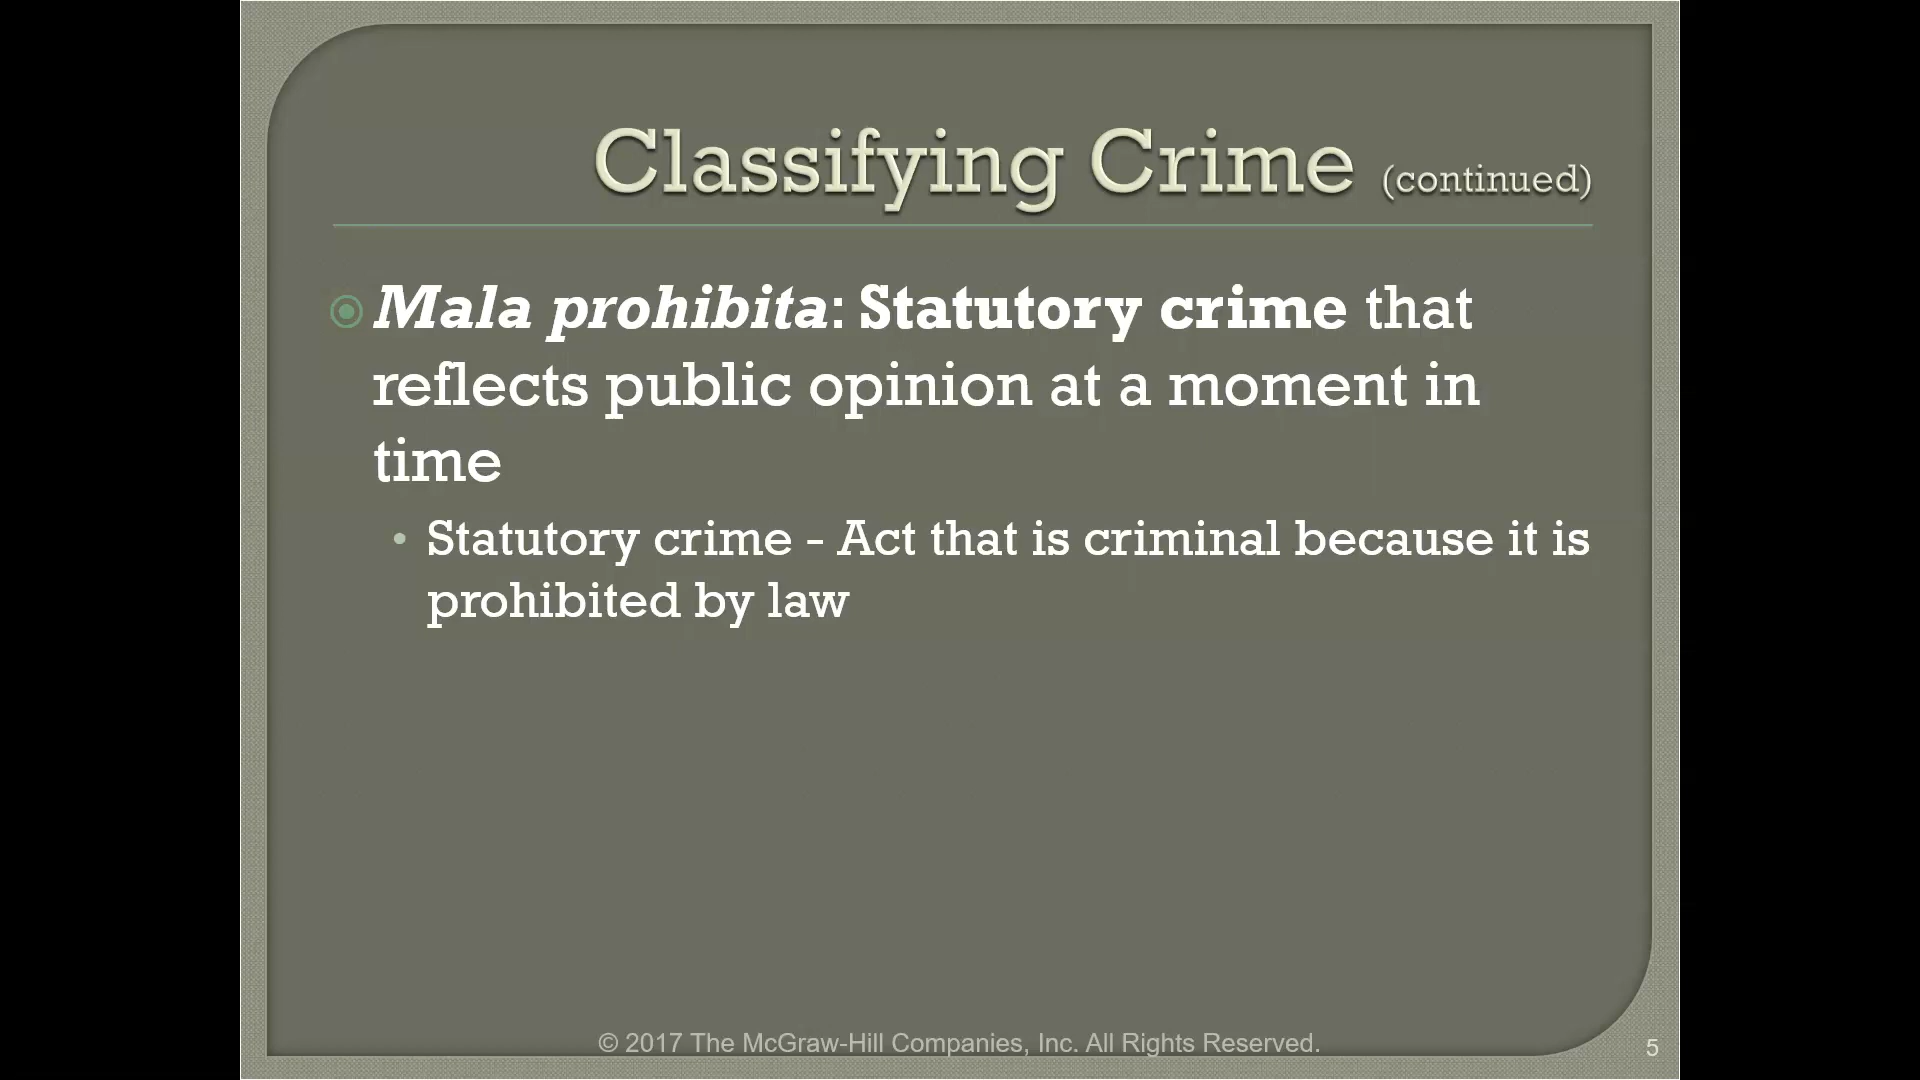 Classifying Crime (continued)
Mala prohibita: Statutory crime that
reflects public opinion at a moment in
time
• Statutory crime - Act that is criminal because it is
prohibited by law
© 2017 The McGraw-Hill Companies, Inc. All Rights Reserved.
5